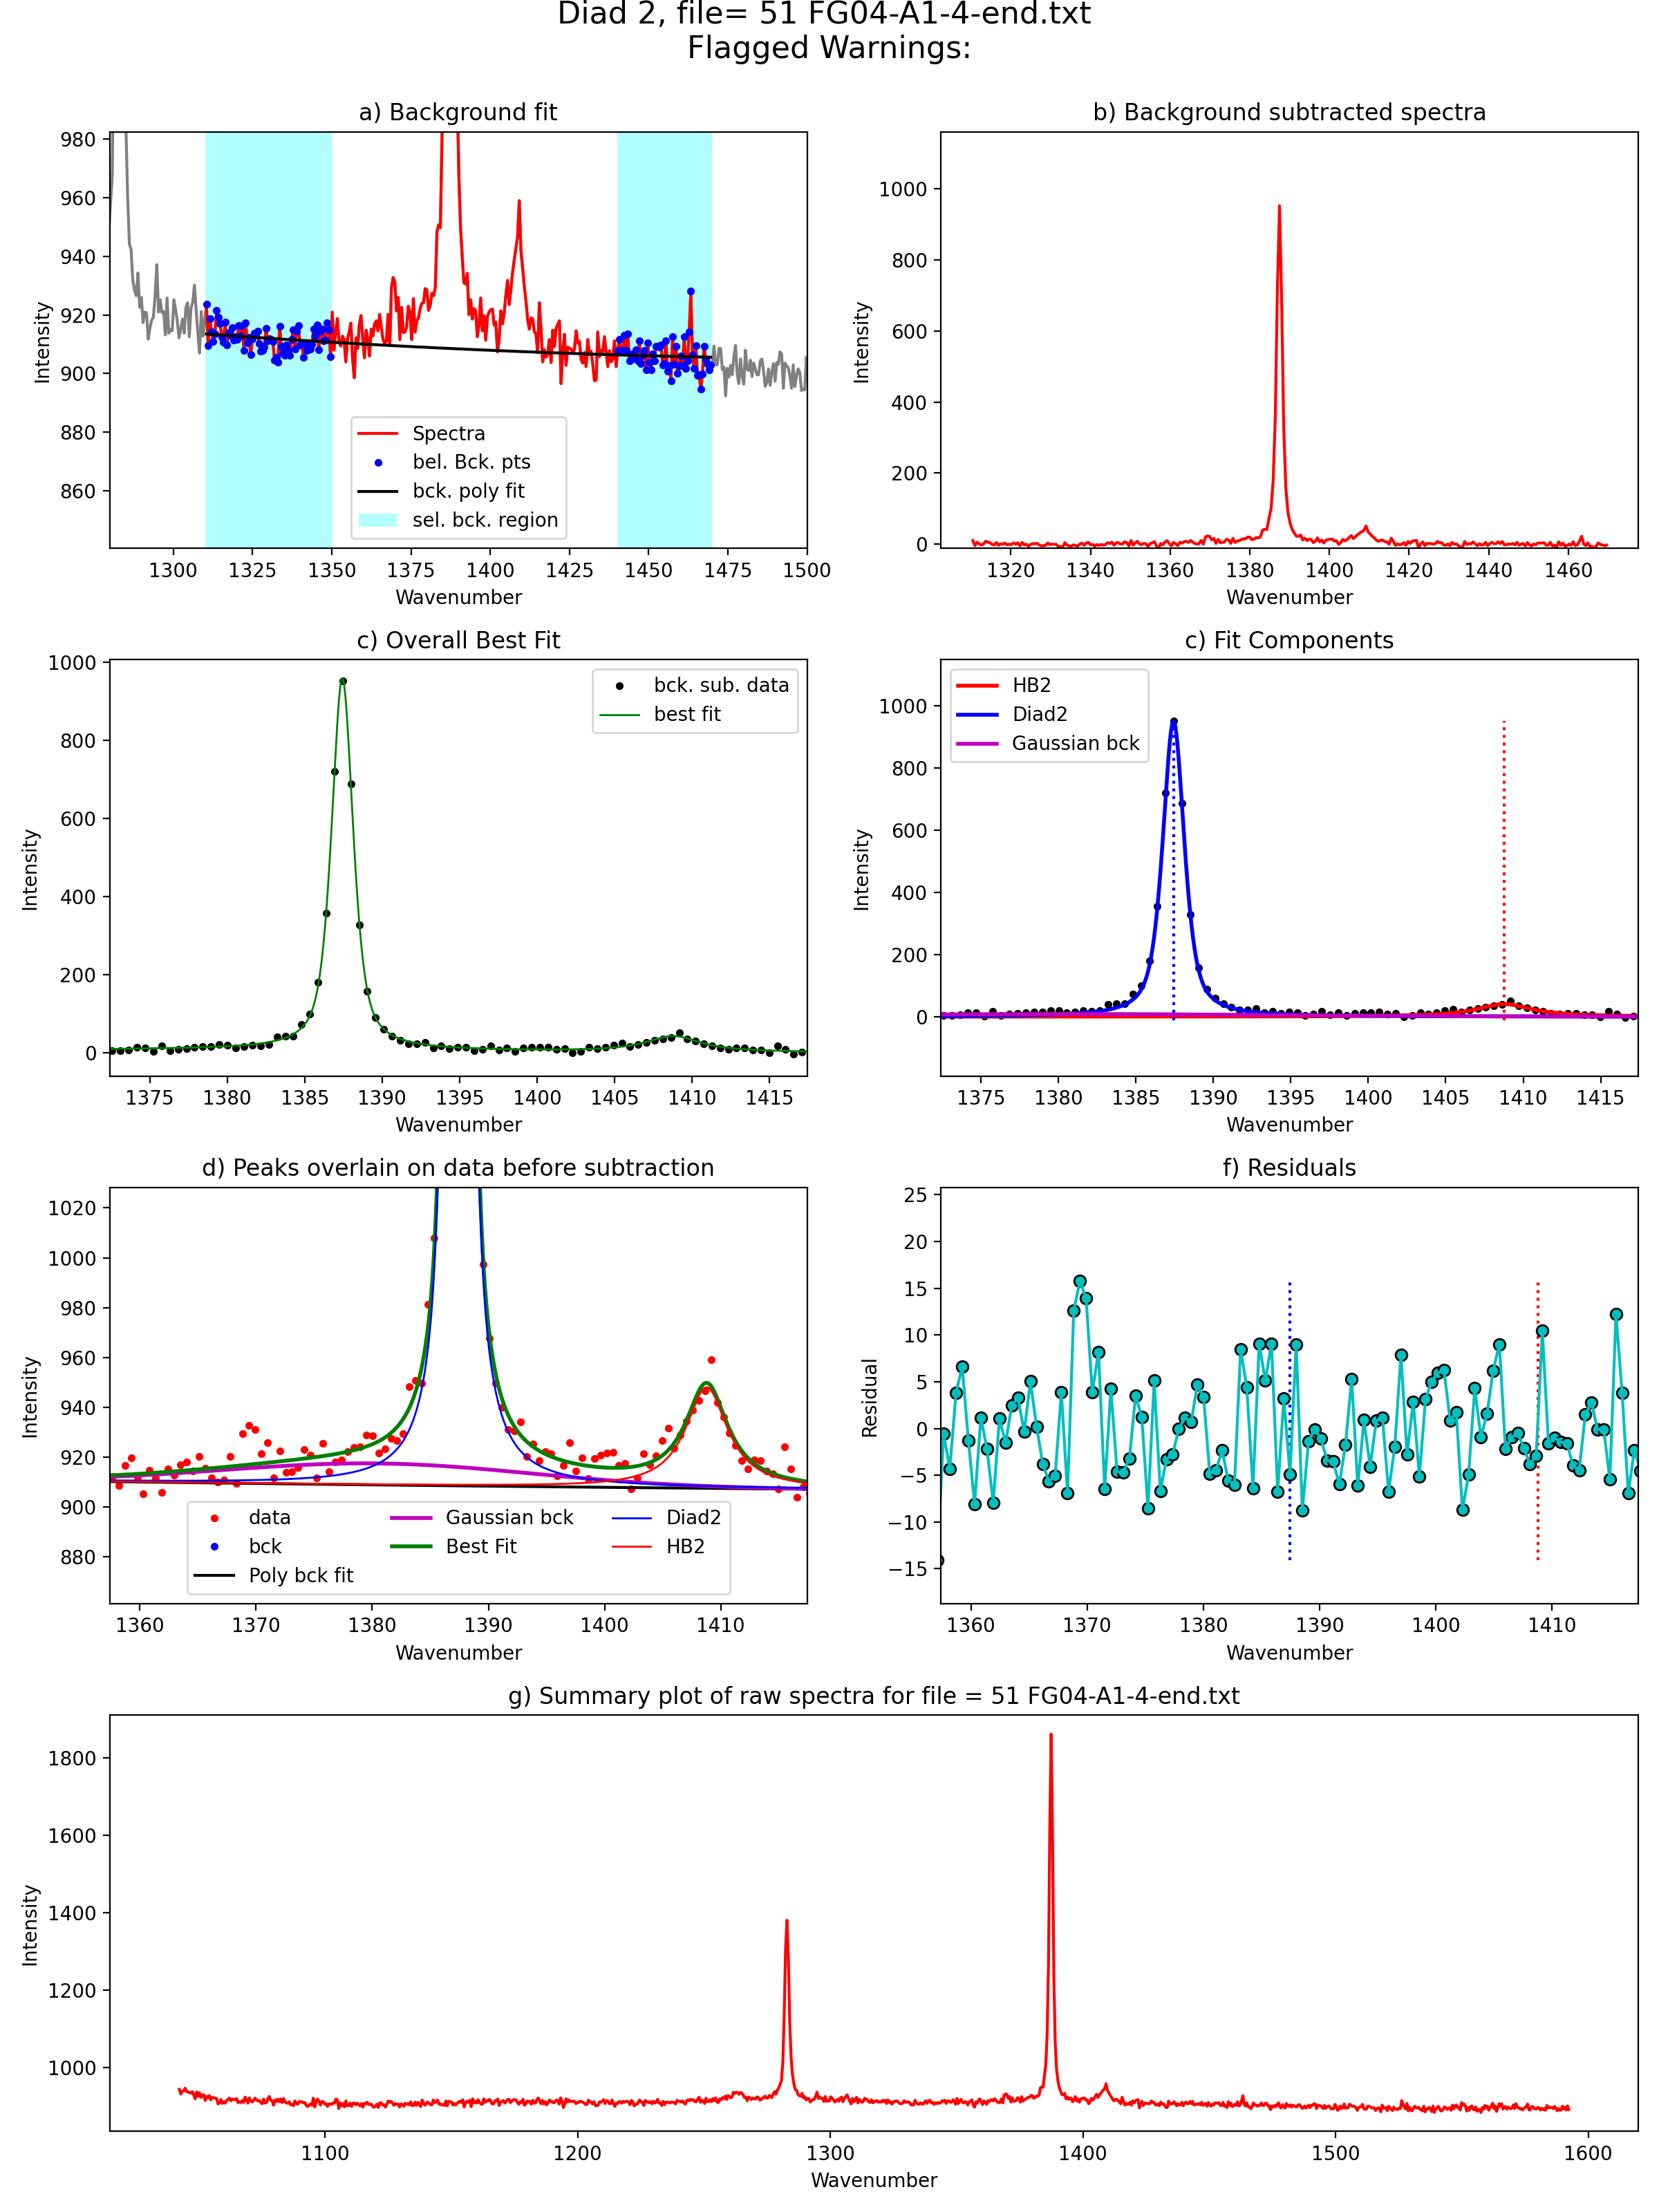 Diad 2, file= 51 FG04-A1-4-end.txt
Flagged Warnings:
a) Background fit
980
960
940
920
900
880
860
Intensity
Spectra
bel. Bck. pts
bck. poly fit
sel. bck. region
1300 1325 1350 1375 1400 1425 1450 1475 1500
Wavenumber
b) Background subtracted spectra
1000
800
600
400
200
0
Intensity
1320 1340 1360 1380 1400 1420 1440 1460
Wavenumber
c) Overall Best Fit
1000
800
600
400
200
0
Intensity
bck. sub. data
best fit
1375 1380 1385 1390 1395 1400 1405 1410 1415
Wavenumber
c) Fit Components
1000
800
600
400
200
0
Intensity
HB2
Diad2
Gaussian bck
1375 1380 1385 1390 1395 1400 1405 1410 1415
Wavenumber
d) Peaks overlain on data before subtraction
1020
1000
980
960
940
920
900
880
Intensity
data
bck
Poly bck fit
Gaussian bck
Best Fit
Diad2
HB2
1360 1370 1380 1390 1400 1410
Wavenumber
f) Residuals
25
20
15
10
5
0
−5
−10
−15
Residual
1360 1370 1380 1390 1400 1410
Wavenumber
g) Summary plot of raw spectra for file = 51 FG04-A1-4-end.txt
1800
1600
1400
1200
1000
Intensity
1100 1200 1300 1400 1500 1600
Wavenumber